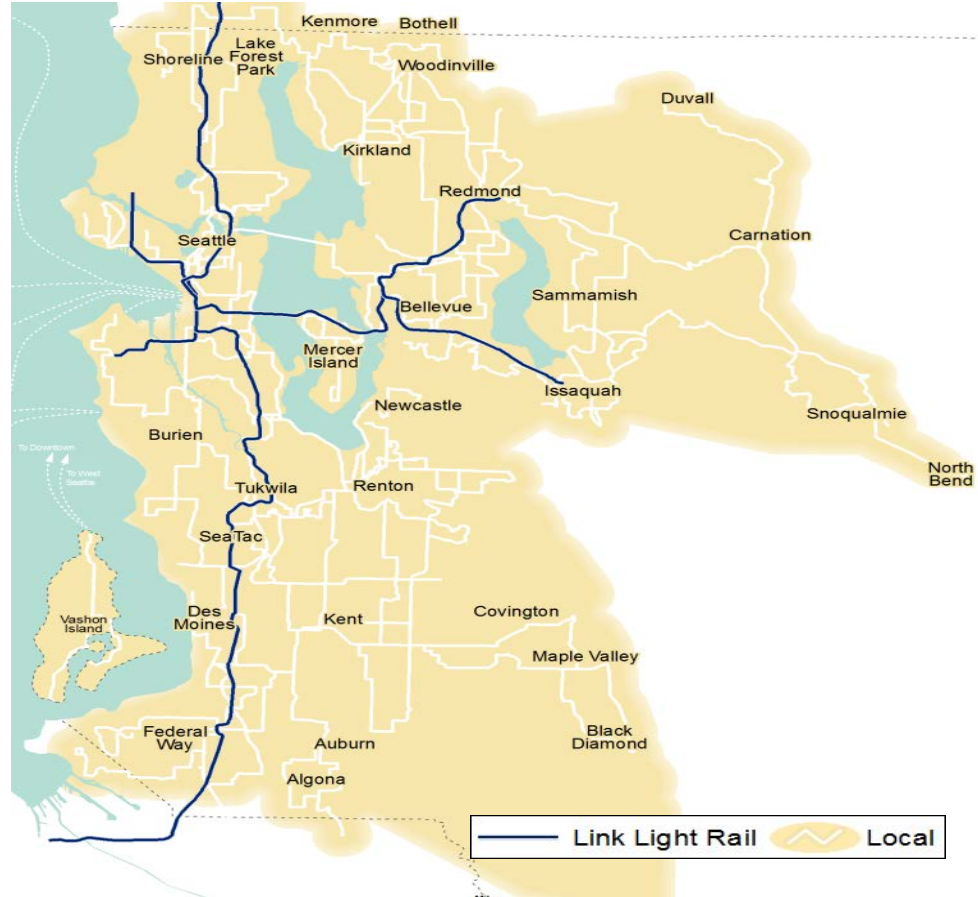 Kenmore
Bothell
Shoreline
Lake
Forest
Park
Woodinville
Duvall
Kirkland
Redmond
Carnation
Seattle
Sammamish
Bellevue
Mercer
Island
Issaquah
Newcastle
Snoqualmie
Burien
To Downtown
To West
Seattle
North
Bend
Tukwila
Renton
SeaTac
Des
Moines
Vashon
Island
Kent
Covington
Maple Valley
Federal
Way
Auburn
Black
Diamond
Algona
Link Light Rail
Local